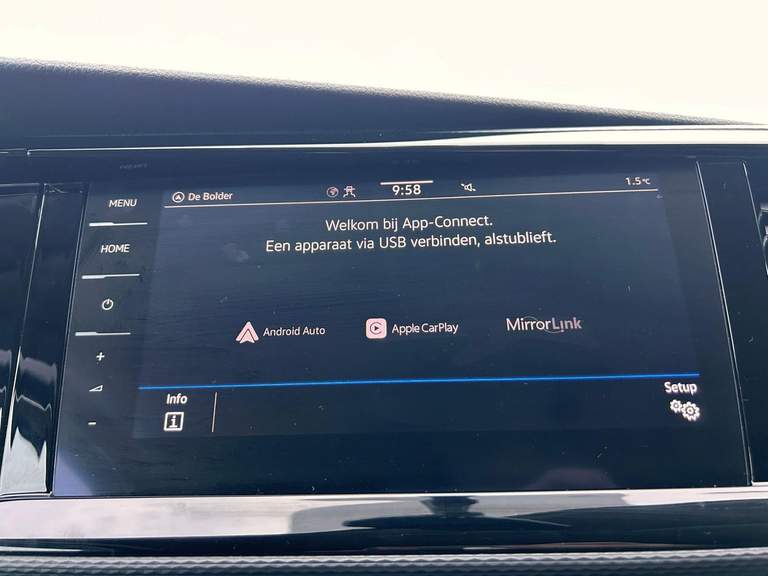 MENU
HOME
+
-
De Bolder
9:58
1.5°C
Welkom bij App-Connect.
Een apparaat via USB verbinden, alstublieft.
Android Auto
Apple CarPlay
MirrorLink
Info
i
Setup